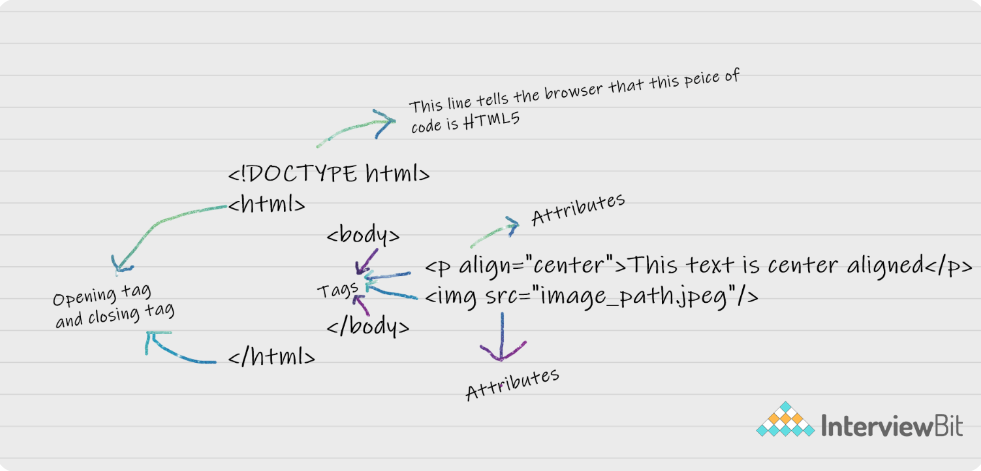 This line tells the browser that this peice of
code is HTML5
<!DOCTYPE html>
<html>
Attributes
<body>
<p align="center">This text is center aligned</p>
Tags
<img src="image_path.jpeg"/>
Opening tag
and closing tag
</body>
</html>
Attributes
InterviewBit